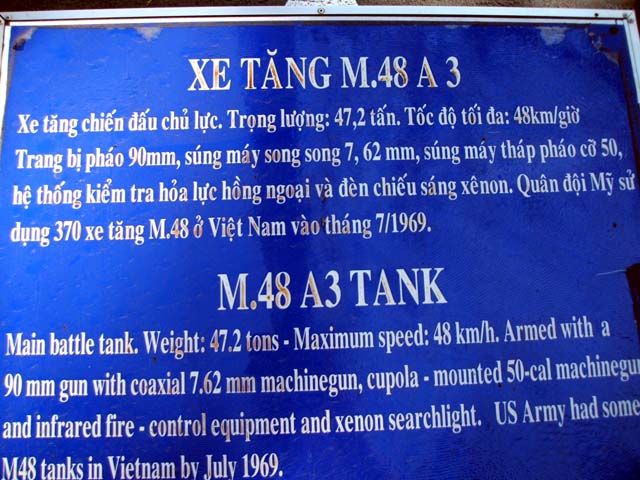 XE TĂNG M.48 A 3
Xe tăng chiến đấu chủ lực. Trọng lượng: 47,2 tấn. Tốc độ tối đa: 48km/giờ
Trang bị pháo 90mm, súng máy song song 7, 62 mm, súng máy tháp pháo cỡ 50,
hệ thống kiểm tra hỏa lực hồng ngoại và đèn chiếu sáng xênon. Quân đội Mỹ sử
dụng 370 xe tăng M.48 ở Việt Nam vào tháng 7/1969.
M.48 A3 TANK
Main battle tank. Weight: 47.2 tons - Maximum speed: 48 km/h. Armed with a
90 mm gun with coaxial 7.62 mm machinegun, cupola - mounted 50-cal machinegun
and infrared fire - control equipment and xenon searchlight. US Army had some
M48 tanks in Vietnam by July 1969.